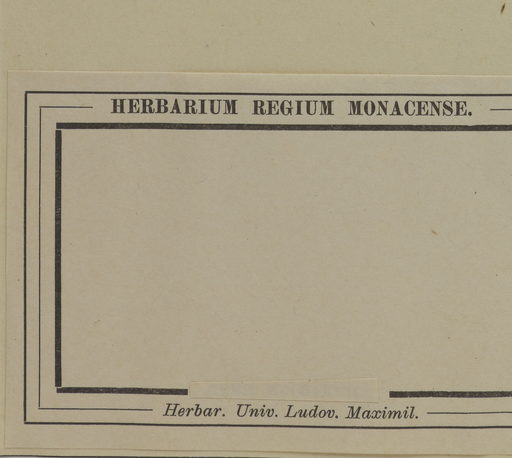 HERBARIUM REGIUM MONACENSE.
Herbar. Univ. Ludov. Maximil.